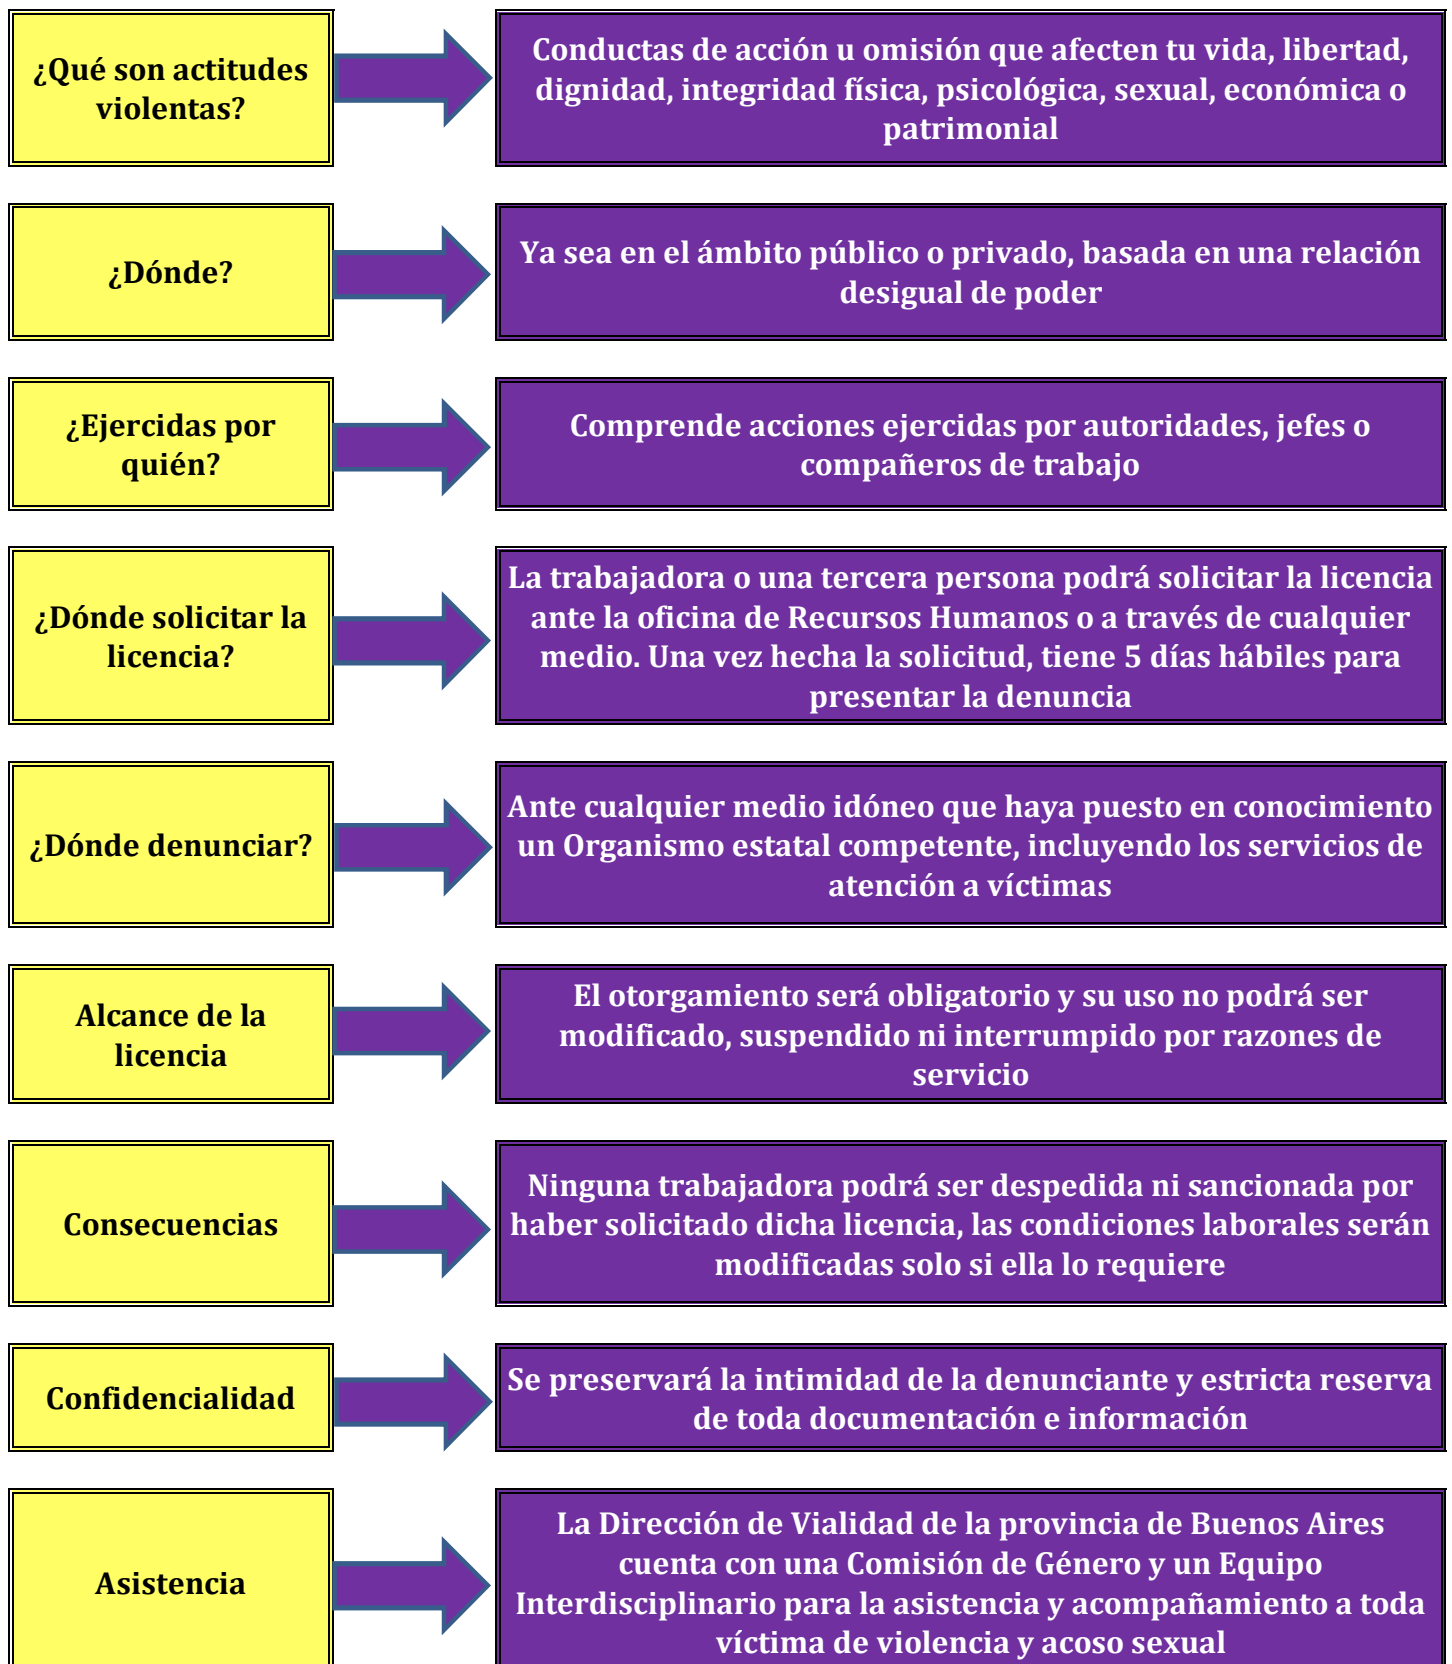 ¿Qué son actitudes
violentas?
Conductas de acción u omisión que afecten tu vida, libertad,
dignidad, integridad física, psicológica, sexual, económica o
patrimonial
¿Dónde?
Ya sea en el ámbito público o privado, basada en una relación
desigual de poder
¿Ejercidas por
quién?
Comprende acciones ejercidas por autoridades, jefes o
compañeros de trabajo
¿Dónde solicitar la
licencia?
La trabajadora o una tercera persona podrá solicitar la licencia
ante la oficina de Recursos Humanos o a través de cualquier
medio. Una vez hecha la solicitud, tiene 5 días hábiles para
presentar la denuncia
¿Dónde denunciar?
Ante cualquier medio idóneo que haya puesto en conocimiento
un Organismo estatal competente, incluyendo los servicios de
atención a víctimas
Alcance de la
licencia
El otorgamiento será obligatorio y su uso no podrá ser
modificado, suspendido ni interrumpido por razones de
servicio
Consecuencias
Ninguna trabajadora podrá ser despedida ni sancionada por
haber solicitado dicha licencia, las condiciones laborales serán
modificadas solo si ella lo requiere
Confidencialidad
Se preservará la intimidad de la denunciante y estricta reserva
de toda documentación e información
Asistencia
La Dirección de Vialidad de la provincia de Buenos Aires
cuenta con una Comisión de Género y un Equipo
Interdisciplinario para la asistencia y acompañamiento a toda
víctima de violencia y acoso sexual